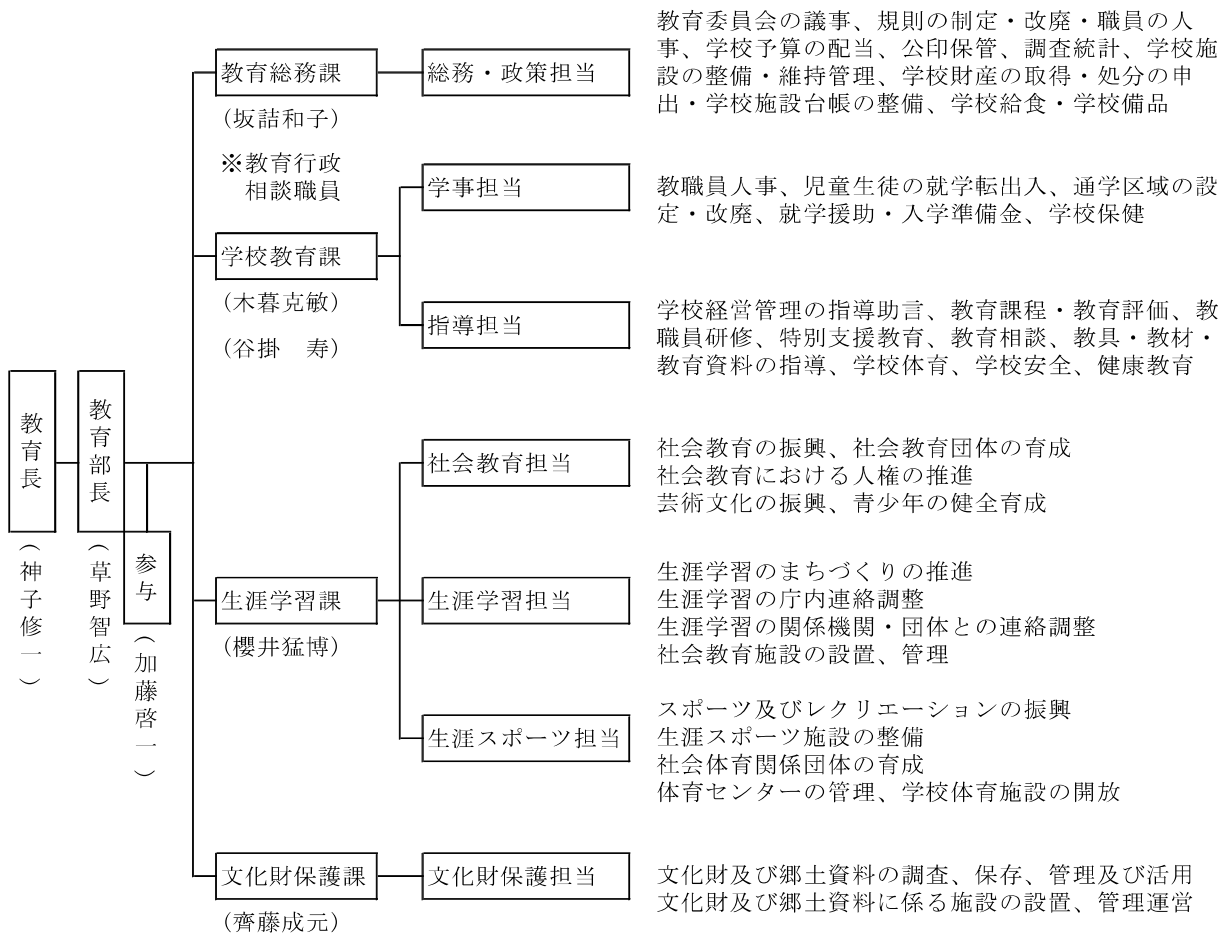 教育長
（神子修一）
教育部長
（草野智広）
参与
（加藤啓一）
教育総務課
（坂詰和子）
※教育行政
相談職員
総務・政策担当
教育委員会の議事、規則の制定・改廃・職員の人
事、学校予算の配当、公印保管、調査統計、学校施
設の整備・維持管理、学校財産の取得・処分の申
出・学校施設台帳の整備、学校給食・学校備品
学校教育課
（木暮克敏）
（谷掛　寿）
学事担当
教職員人事、児童生徒の就学転出入、通学区域の設
定・改廃、就学援助・入学準備金、学校保健
指導担当
学校経営管理の指導助言、教育課程・教育評価、教
職員研修、特別支援教育、教育相談、教具・教材・
教育資料の指導、学校体育、学校安全、健康教育
生涯学習課
（櫻井猛博）
社会教育担当
社会教育の振興、社会教育団体の育成
社会教育における人権の推進
芸術文化の振興、青少年の健全育成
生涯学習担当
生涯学習のまちづくりの推進
生涯学習の庁内連絡調整
生涯学習の関係機関・団体との連絡調整
社会教育施設の設置、管理
生涯スポーツ担当
スポーツ及びレクリエーションの振興
生涯スポーツ施設の整備
社会体育関係団体の育成
体育センターの管理、学校体育施設の開放
文化財保護課
（齊藤成元）
文化財保護担当
文化財及び郷土資料の調査、保存、管理及び活用
文化財及び郷土資料に係る施設の設置、管理運営